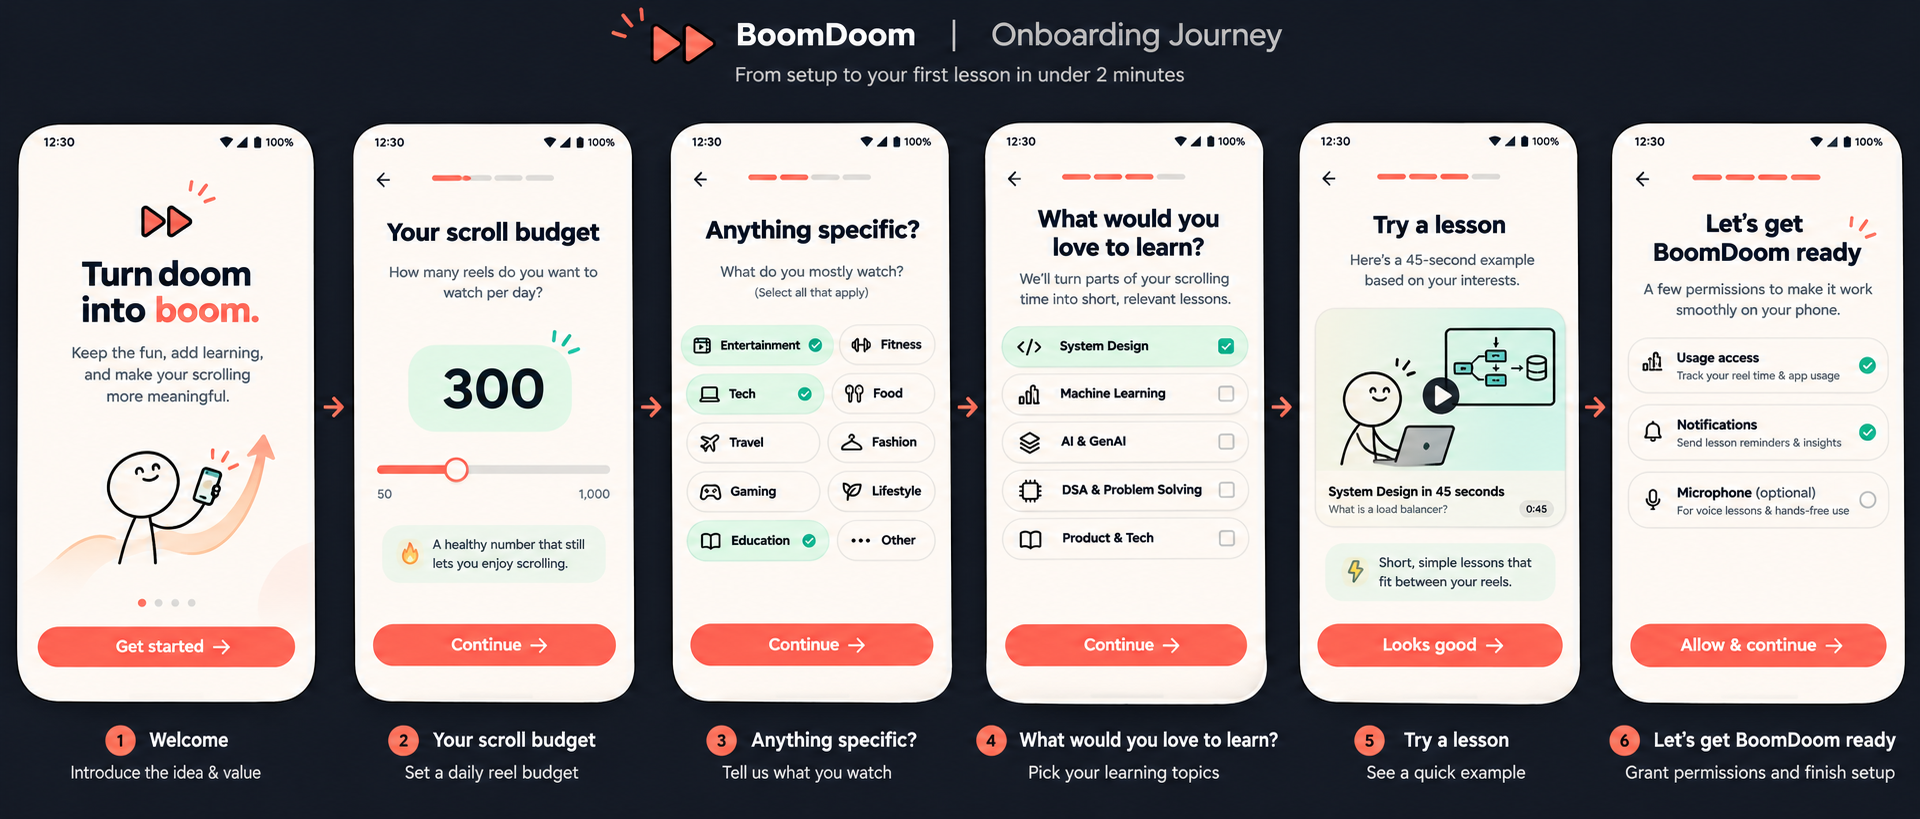 BoomDoom | Onboarding Journey
From setup to your first lesson in under 2 minutes
12:30 100%
Turn doom
into boom.
Keep the fun, add learning,
and make your scrolling
more meaningful.
Get started →
1 Welcome
Introduce the idea & value
12:30 100%
Your scroll budget
How many reels do you want to
watch per day?
300
50 1,000
A healthy number that still
lets you enjoy scrolling.
Continue →
2 Your scroll budget
Set a daily reel budget
12:30 100%
Anything specific?
What do you mostly watch?
(Select all that apply)
Entertainment Fitness
Tech Food
Travel Fashion
Gaming Lifestyle
Education Other
Continue →
3 Anything specific?
Tell us what you watch
12:30 100%
What would you
love to learn?
We'll turn parts of your scrolling
time into short, relevant lessons.
System Design
Machine Learning
AI & GenAI
DSA & Problem Solving
Product & Tech
Continue →
4 What would you love to learn?
Pick your learning topics
12:30 100%
Try a lesson
Here's a 45-second example
based on your interests.
System Design in 45 seconds
What is a load balancer? 0:45
Short, simple lessons that
fit between your reels.
Looks good →
5 Try a lesson
See a quick example
12:30 100%
Let's get
BoomDoom ready
A few permissions to make it work
smoothly on your phone.
Usage access
Track your reel time & app usage
Notifications
Send lesson reminders & insights
Microphone (optional)
For voice lessons & hands-free use
Allow & continue →
6 Let's get BoomDoom ready
Grant permissions and finish setup